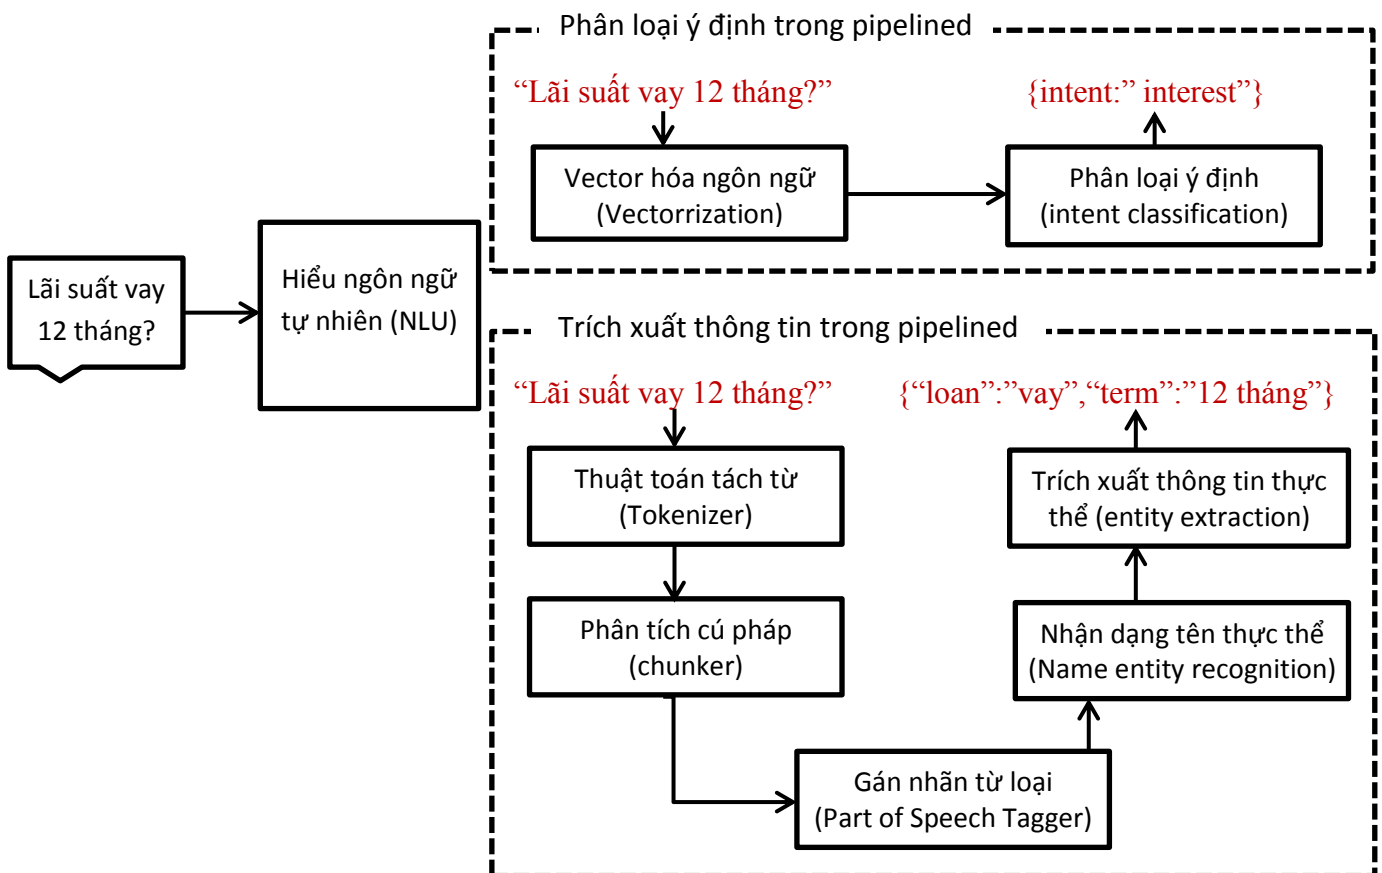 Phân loại ý định trong pipelined
“Lãi suất vay 12 tháng?”
{intent:” interest”}
Vector hóa ngôn ngữ
(Vectorrization)
Phân loại ý định
(intent classification)
Lãi suất vay
12 tháng?
Hiểu ngôn ngữ
tự nhiên (NLU)
Trích xuất thông tin trong pipelined
“Lãi suất vay 12 tháng?”
{“loan”:”vay”,“term”:”12 tháng”}
Thuật toán tách từ
(Tokenizer)
Trích xuất thông tin thực
thể (entity extraction)
Phân tích cú pháp
(chunker)
Nhận dạng tên thực thể
(Name entity recognition)
Gán nhãn từ loại
(Part of Speech Tagger)